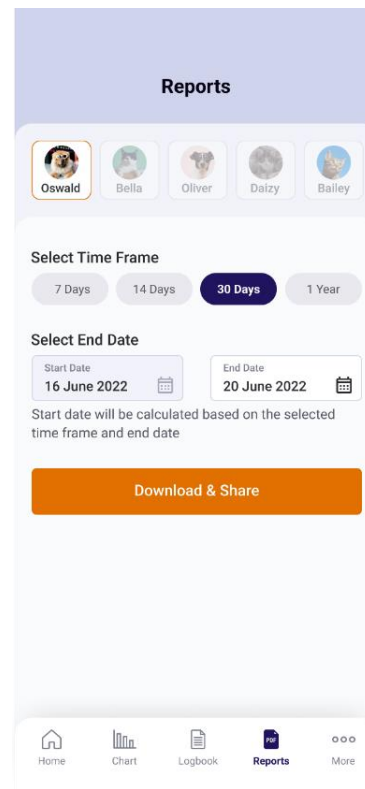 Reports
Oswald Bella Oliver Daizy Bailey
Select Time Frame
7 Days 14 Days 30 Days 1 Year
Select End Date
Start Date End Date
16 June 2022 20 June 2022
Start date will be calculated based on the selected
time frame and end date
Download & Share
PDF
Home Chart Logbook Reports More